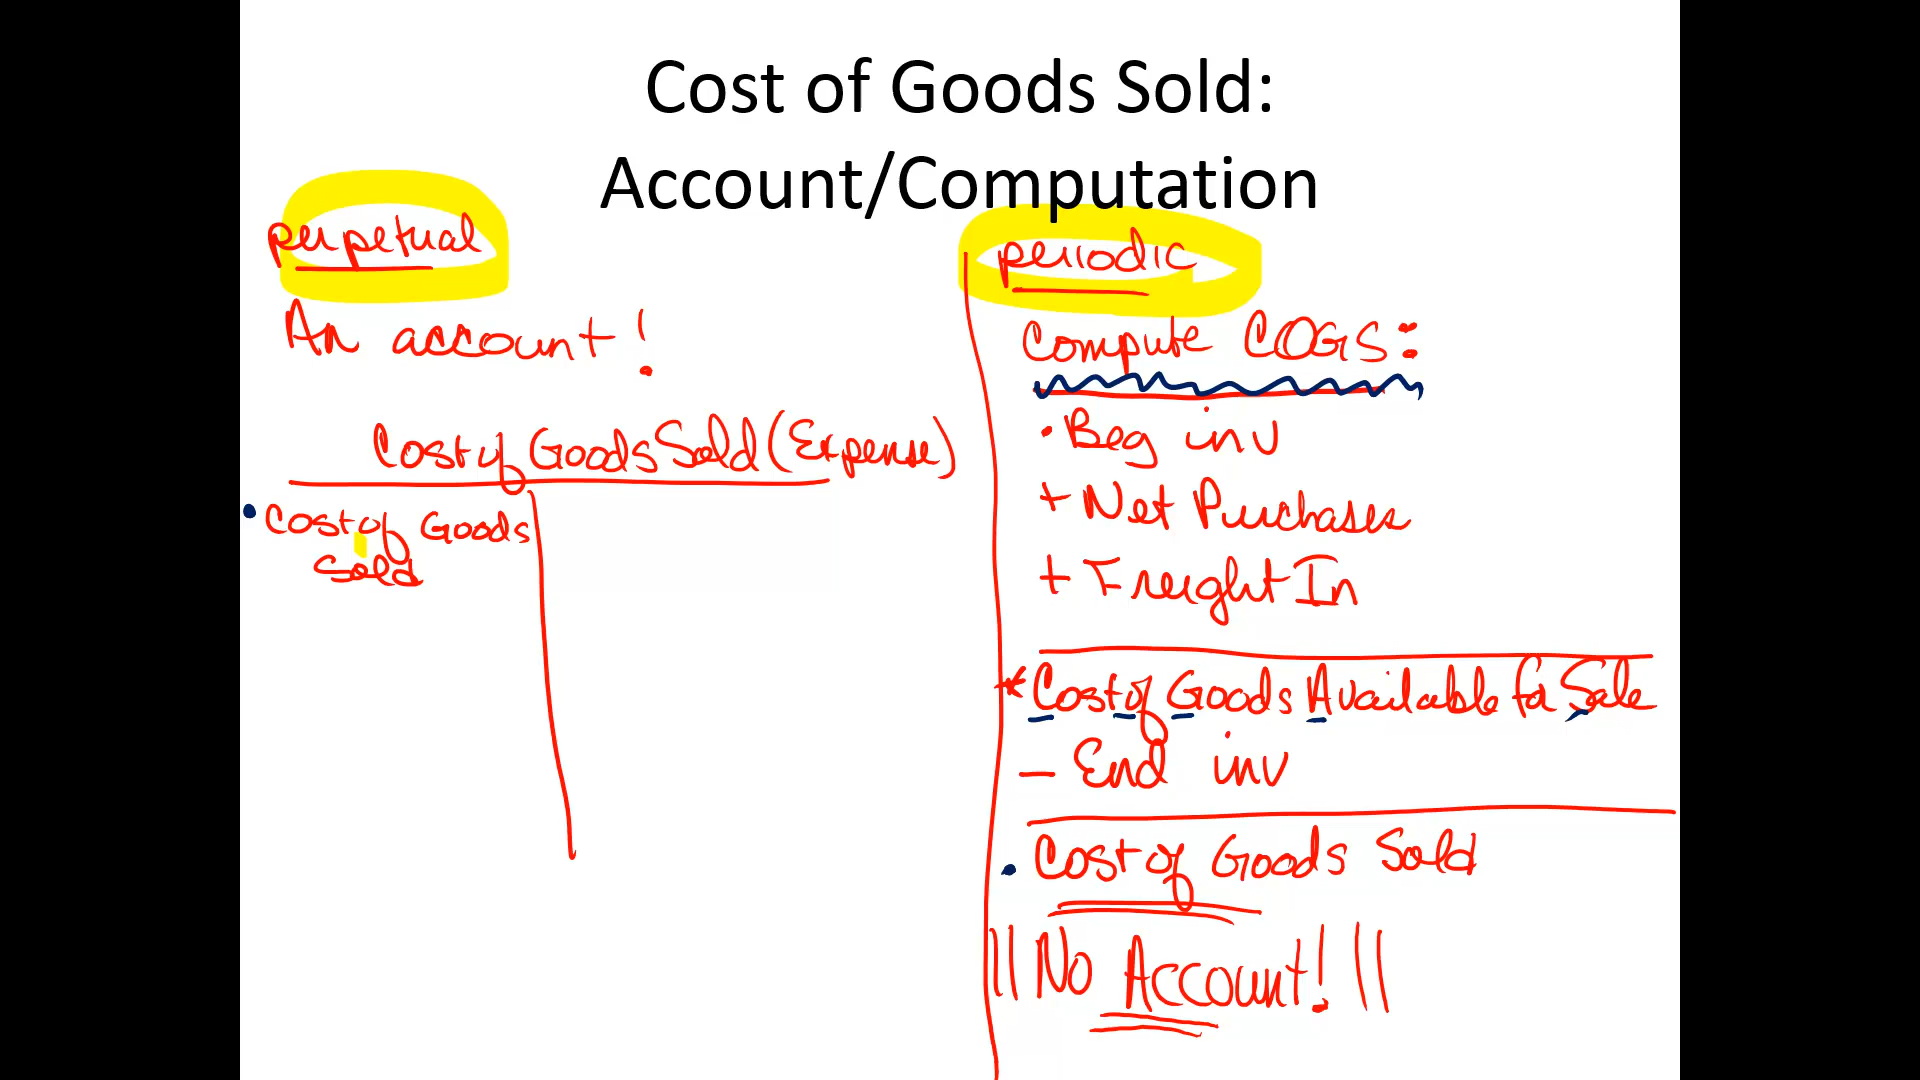 Cost of Goods Sold:
Account/Computation
perpetual
An account!
Cost of Goods Sold (Expense)
• Cost of Goods
Sold
periodic
Compute COGS:
• Beg inv
+ Net Purchases
+ Freight In
* Cost of Goods Available for Sale
- End inv
• Cost of Goods Sold
|| No Account! ||